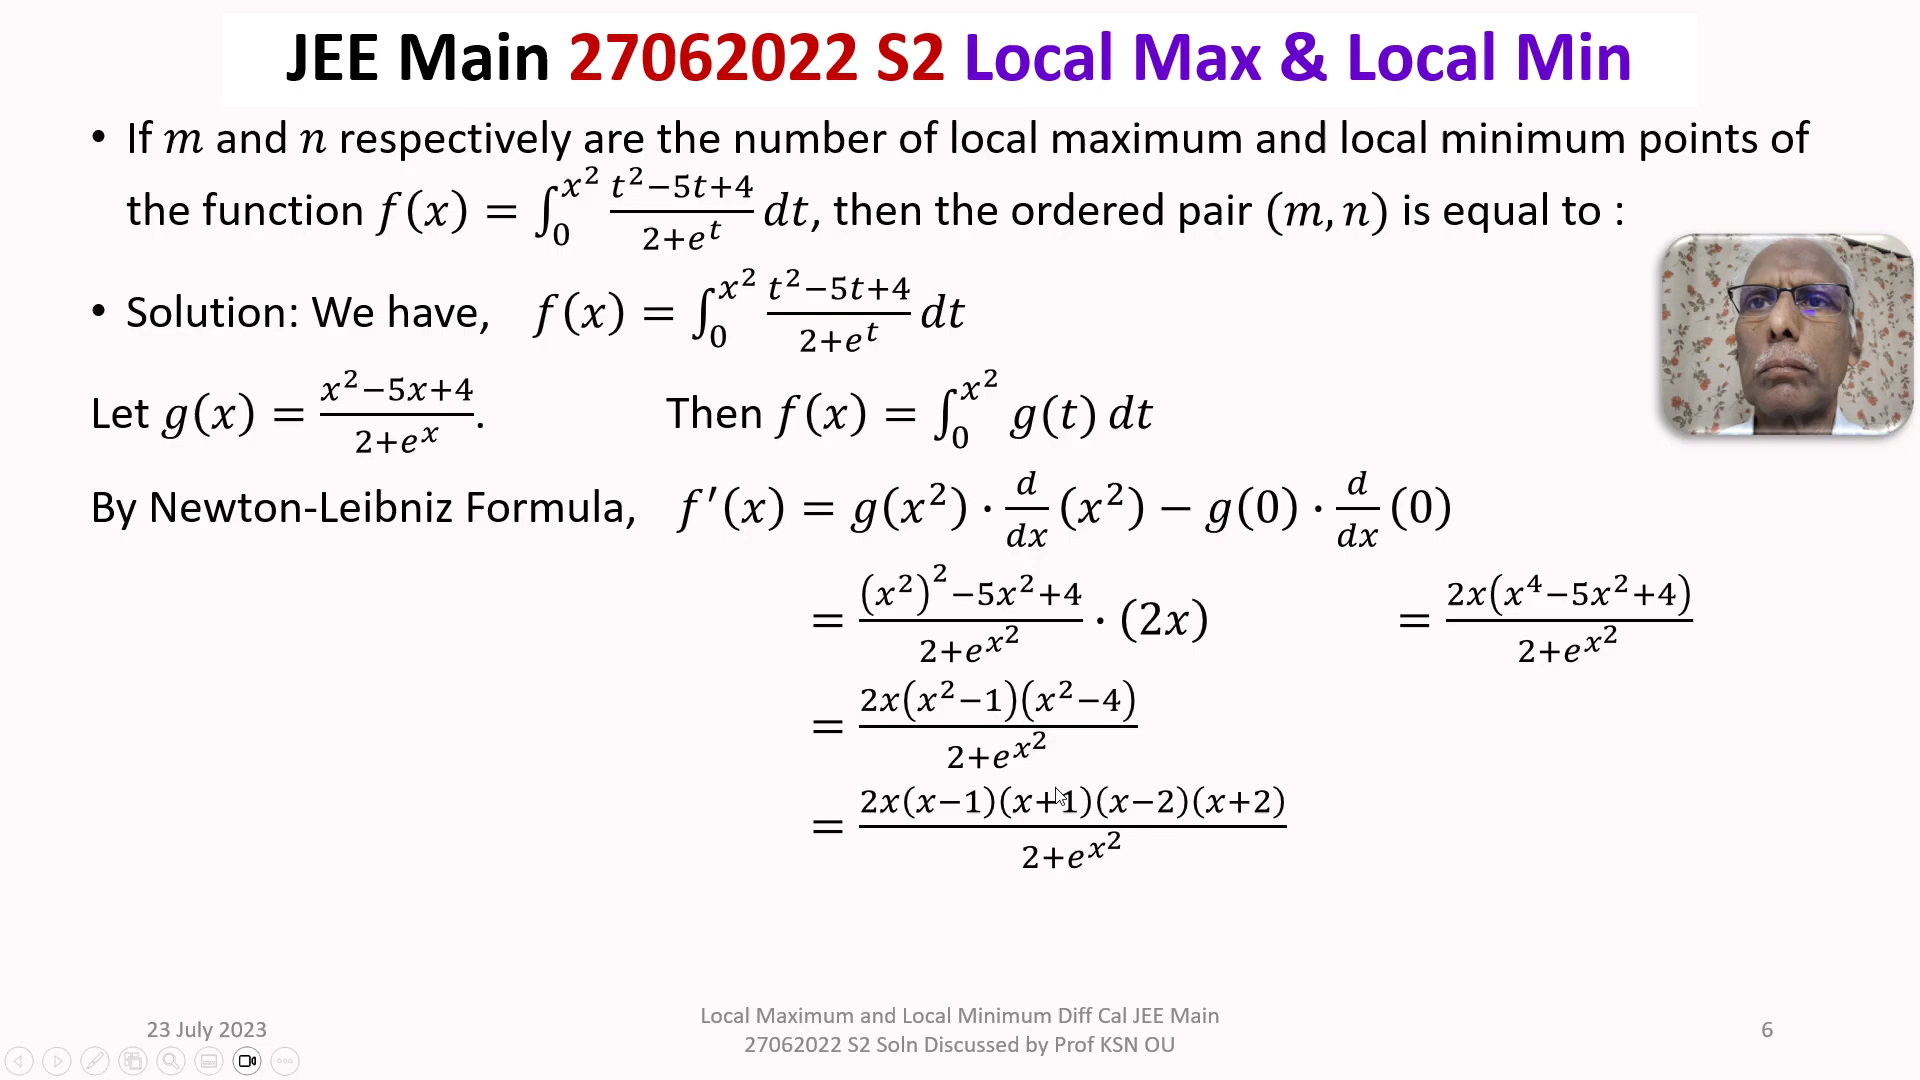 JEE Main 27062022 S2 Local Max & Local Min
• If m and n respectively are the number of local maximum and local minimum points of
the function f(x) = ∫₀^(x²) (t²−5t+4)/(2+e^t) dt, then the ordered pair (m, n) is equal to :
• Solution: We have, f(x) = ∫₀^(x²) (t²−5t+4)/(2+e^t) dt
Let g(x) = (x²−5x+4)/(2+e^x). Then f(x) = ∫₀^(x²) g(t) dt
By Newton-Leibniz Formula, f′(x) = g(x²) · d/dx (x²) − g(0) · d/dx (0)
= ((x²)²−5x²+4)/(2+e^(x²)) · (2x) = 2x(x⁴−5x²+4)/(2+e^(x²))
= 2x(x²−1)(x²−4)/(2+e^(x²))
= 2x(x−1)(x+1)(x−2)(x+2)/(2+e^(x²))
23 July 2023
Local Maximum and Local Minimum Diff Cal JEE Main
27062022 S2 Soln Discussed by Prof KSN OU
6